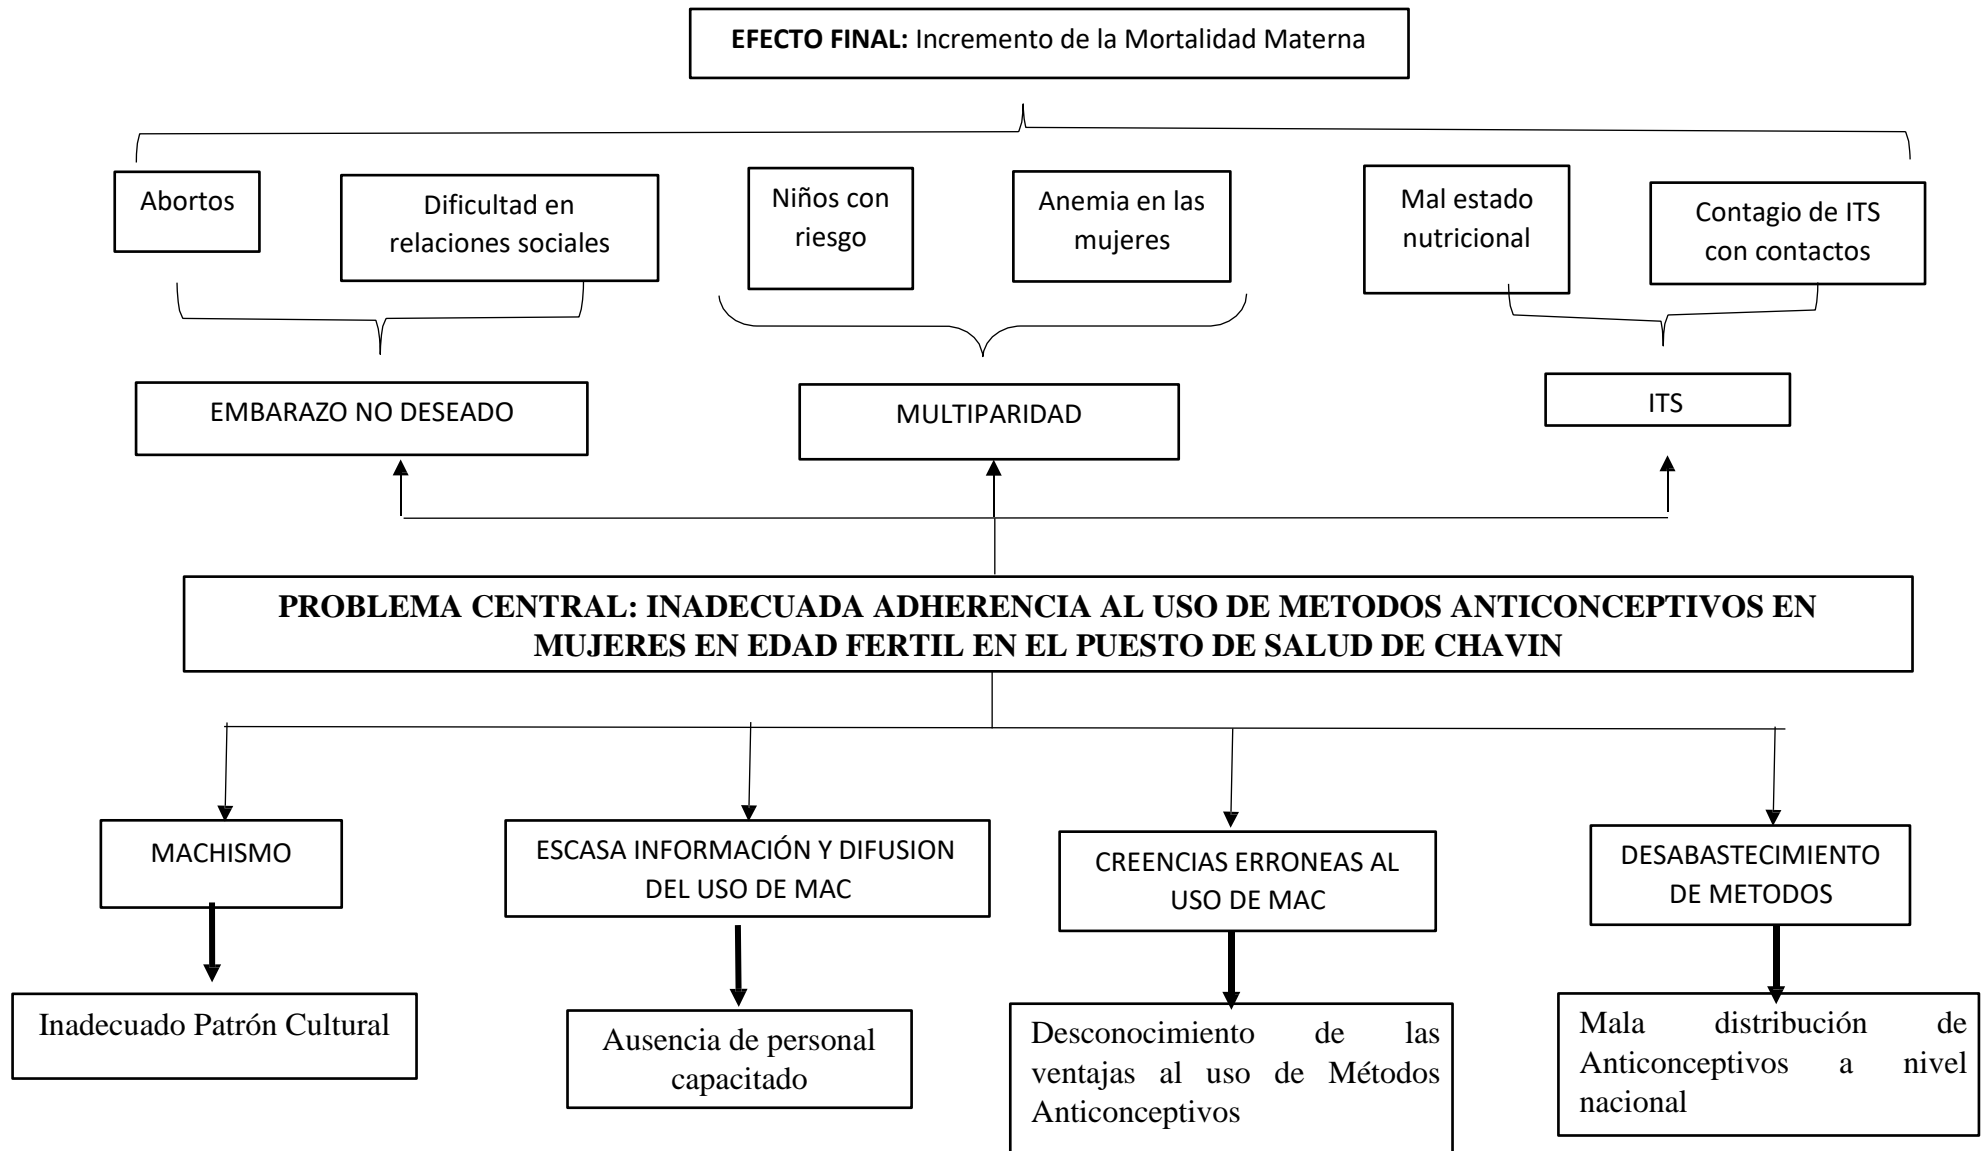 EFECTO FINAL: Incremento de la Mortalidad Materna
Abortos
Dificultad en
relaciones sociales
Niños con
riesgo
Anemia en las
mujeres
Mal estado
nutricional
Contagio de ITS
con contactos
EMBARAZO NO DESEADO
MULTIPARIDAD
ITS
PROBLEMA CENTRAL: INADECUADA ADHERENCIA AL USO DE METODOS ANTICONCEPTIVOS EN
MUJERES EN EDAD FERTIL EN EL PUESTO DE SALUD DE CHAVIN
MACHISMO
ESCASA INFORMACIÓN Y DIFUSION
DEL USO DE MAC
CREENCIAS ERRONEAS AL
USO DE MAC
DESABASTECIMIENTO
DE METODOS
Inadecuado Patrón Cultural
Ausencia de personal
capacitado
Desconocimiento de las
ventajas al uso de Métodos
Anticonceptivos
Mala distribución de
Anticonceptivos a nivel
nacional